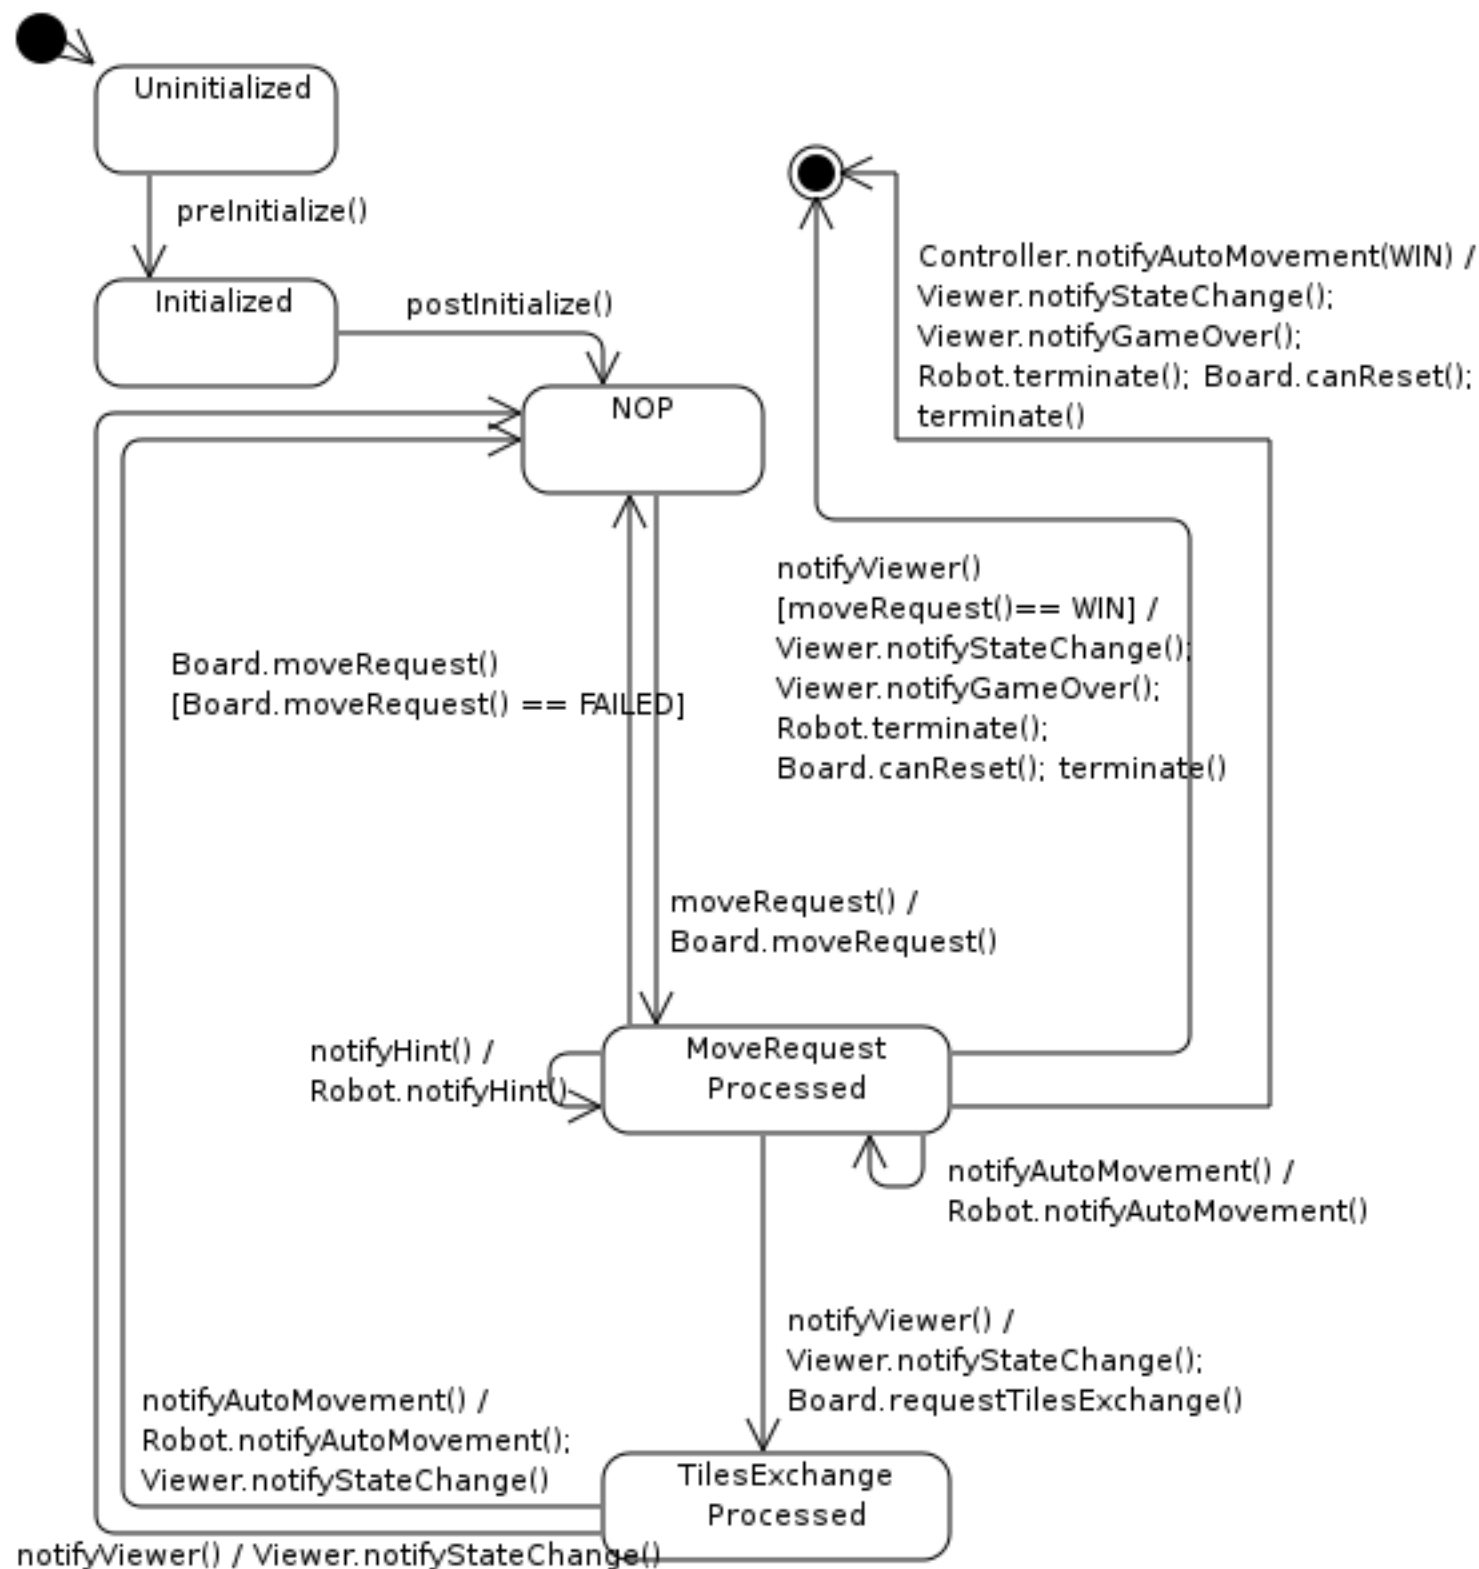 Uninitialized
preInitialize()
Initialized
postInitialize()
NOP
Controller.notifyAutoMovement(WIN) /
Viewer.notifyStateChange();
Viewer.notifyGameOver();
Robot.terminate(); Board.canReset();
terminate()
notifyViewer()
[moveRequest()== WIN] /
Viewer.notifyStateChange();
Viewer.notifyGameOver();
Robot.terminate();
Board.canReset(); terminate()
Board.moveRequest()
[Board.moveRequest() == FAILED]
moveRequest() /
Board.moveRequest()
notifyHint() /
Robot.notifyHint()
MoveRequest
Processed
notifyAutoMovement() /
Robot.notifyAutoMovement()
notifyViewer() /
Viewer.notifyStateChange();
Board.requestTilesExchange()
notifyAutoMovement() /
Robot.notifyAutoMovement();
Viewer.notifyStateChange()
TilesExchange
Processed
notifyViewer() / Viewer.notifyStateChange()